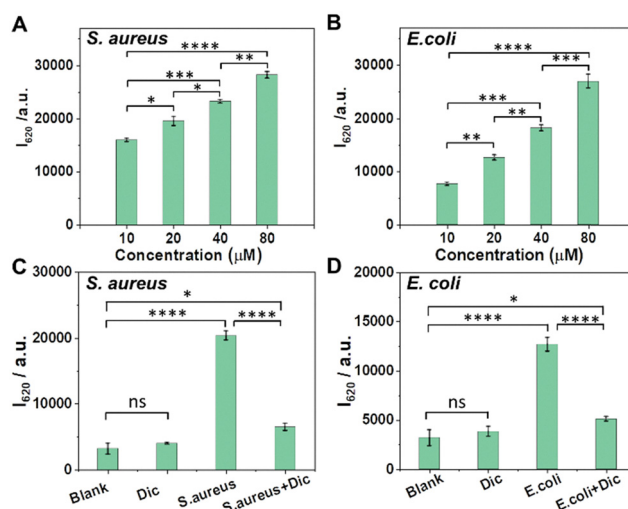 A
S. aureus
****
***
**
*
*
I620 /a.u.
30000
20000
10000
0
10 20 40 80
Concentration (μM)
B
E.coli
****
***
***
**
**
I620 /a.u.
40000
30000
20000
10000
0
10 20 40 80
Concentration (μM)
C
S. aureus
*
**** ****
ns
I620 / a.u.
30000
20000
10000
0
Blank Dic S.aureus S.aureus+Dic
D
E. coli
*
**** ****
ns
I620 / a.u.
20000
15000
10000
5000
0
Blank Dic E.coli E.coli+Dic